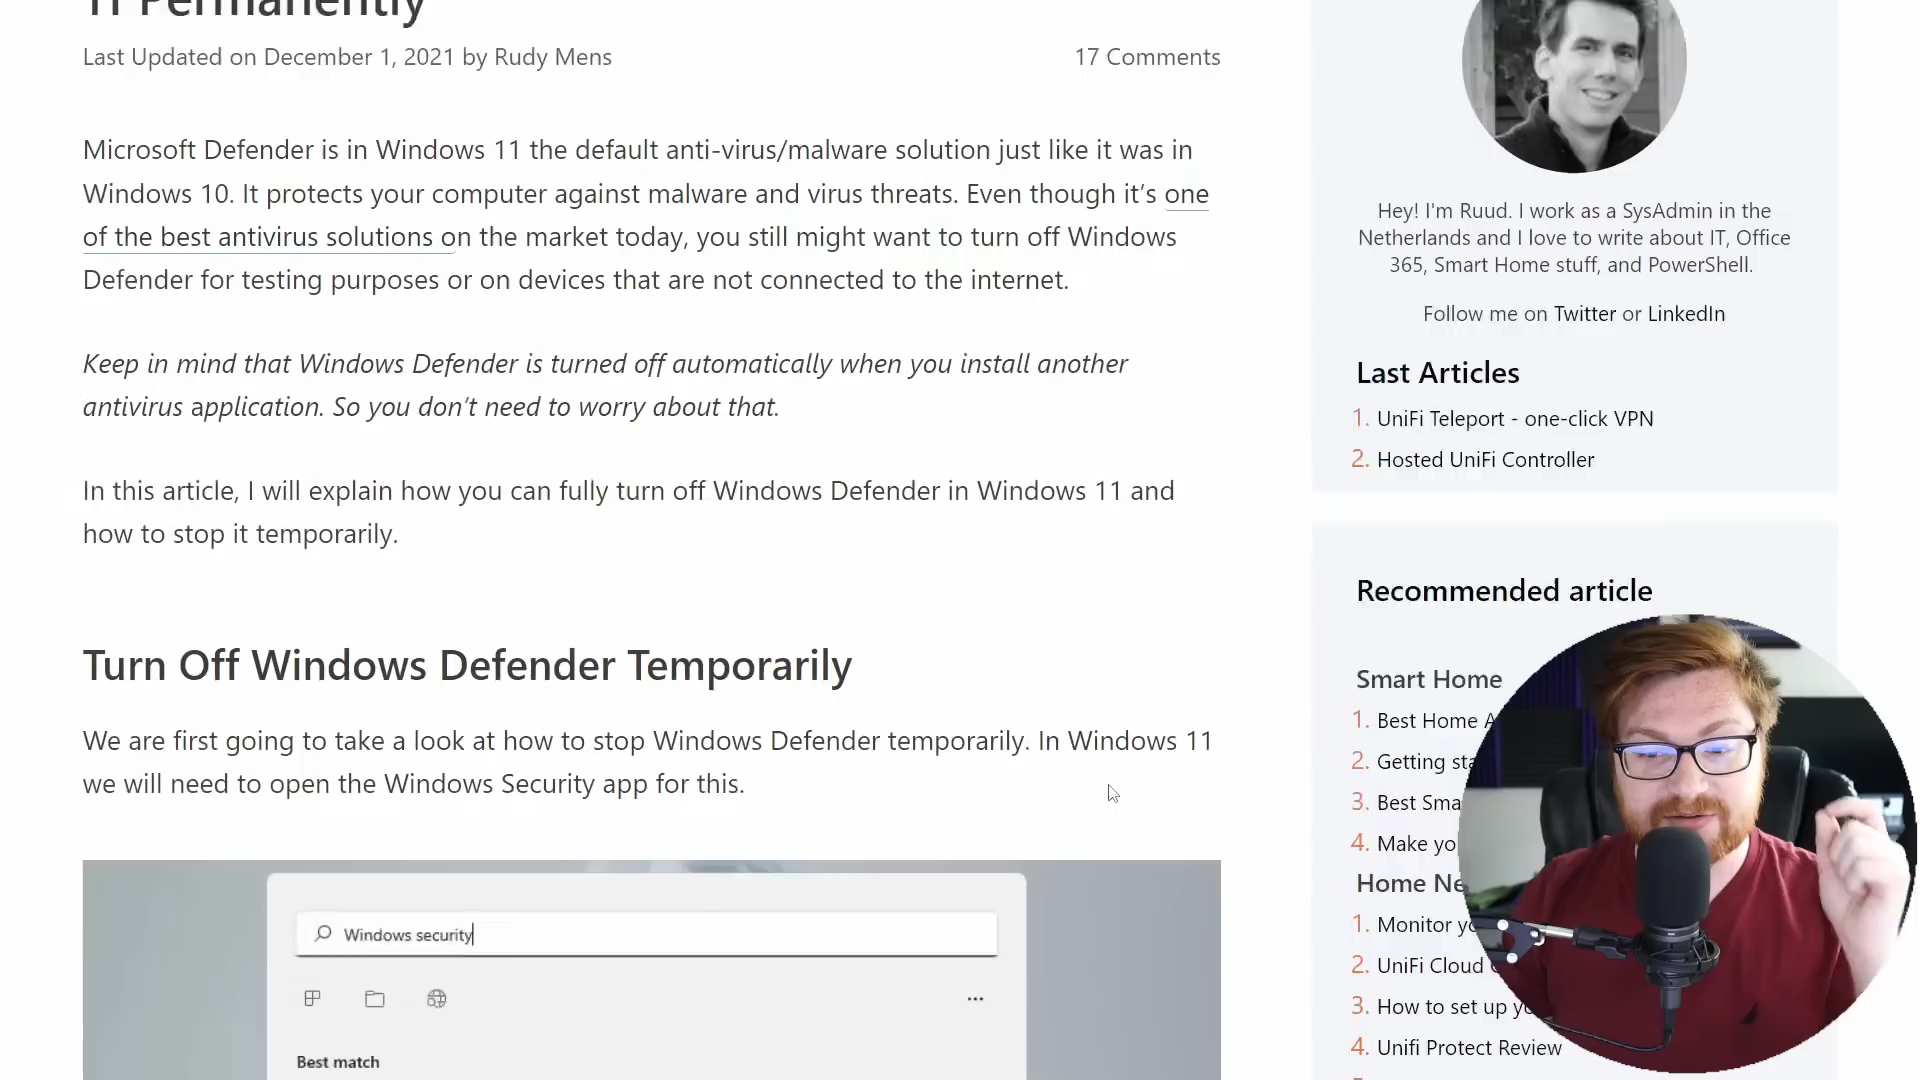 11 Permanently
Last Updated on December 1, 2021 by Rudy Mens
17 Comments
Microsoft Defender is in Windows 11 the default anti-virus/malware solution just like it was in
Windows 10. It protects your computer against malware and virus threats. Even though it’s one
of the best antivirus solutions on the market today, you still might want to turn off Windows
Defender for testing purposes or on devices that are not connected to the internet.
Keep in mind that Windows Defender is turned off automatically when you install another
antivirus application. So you don’t need to worry about that.
In this article, I will explain how you can fully turn off Windows Defender in Windows 11 and
how to stop it temporarily.
Turn Off Windows Defender Temporarily
We are first going to take a look at how to stop Windows Defender temporarily. In Windows 11
we will need to open the Windows Security app for this.
Windows security
Best match
Hey! I'm Ruud. I work as a SysAdmin in the
Netherlands and I love to write about IT, Office
365, Smart Home stuff, and PowerShell.
Follow me on Twitter or LinkedIn
Last Articles
1. UniFi Teleport - one-click VPN
2. Hosted UniFi Controller
Recommended article
Smart Home
1. Best Home
2. Getting
3. Best
4. Make
Home
1. Monitor
2. UniFi Cloud
3. How to set up
4. Unifi Protect Review